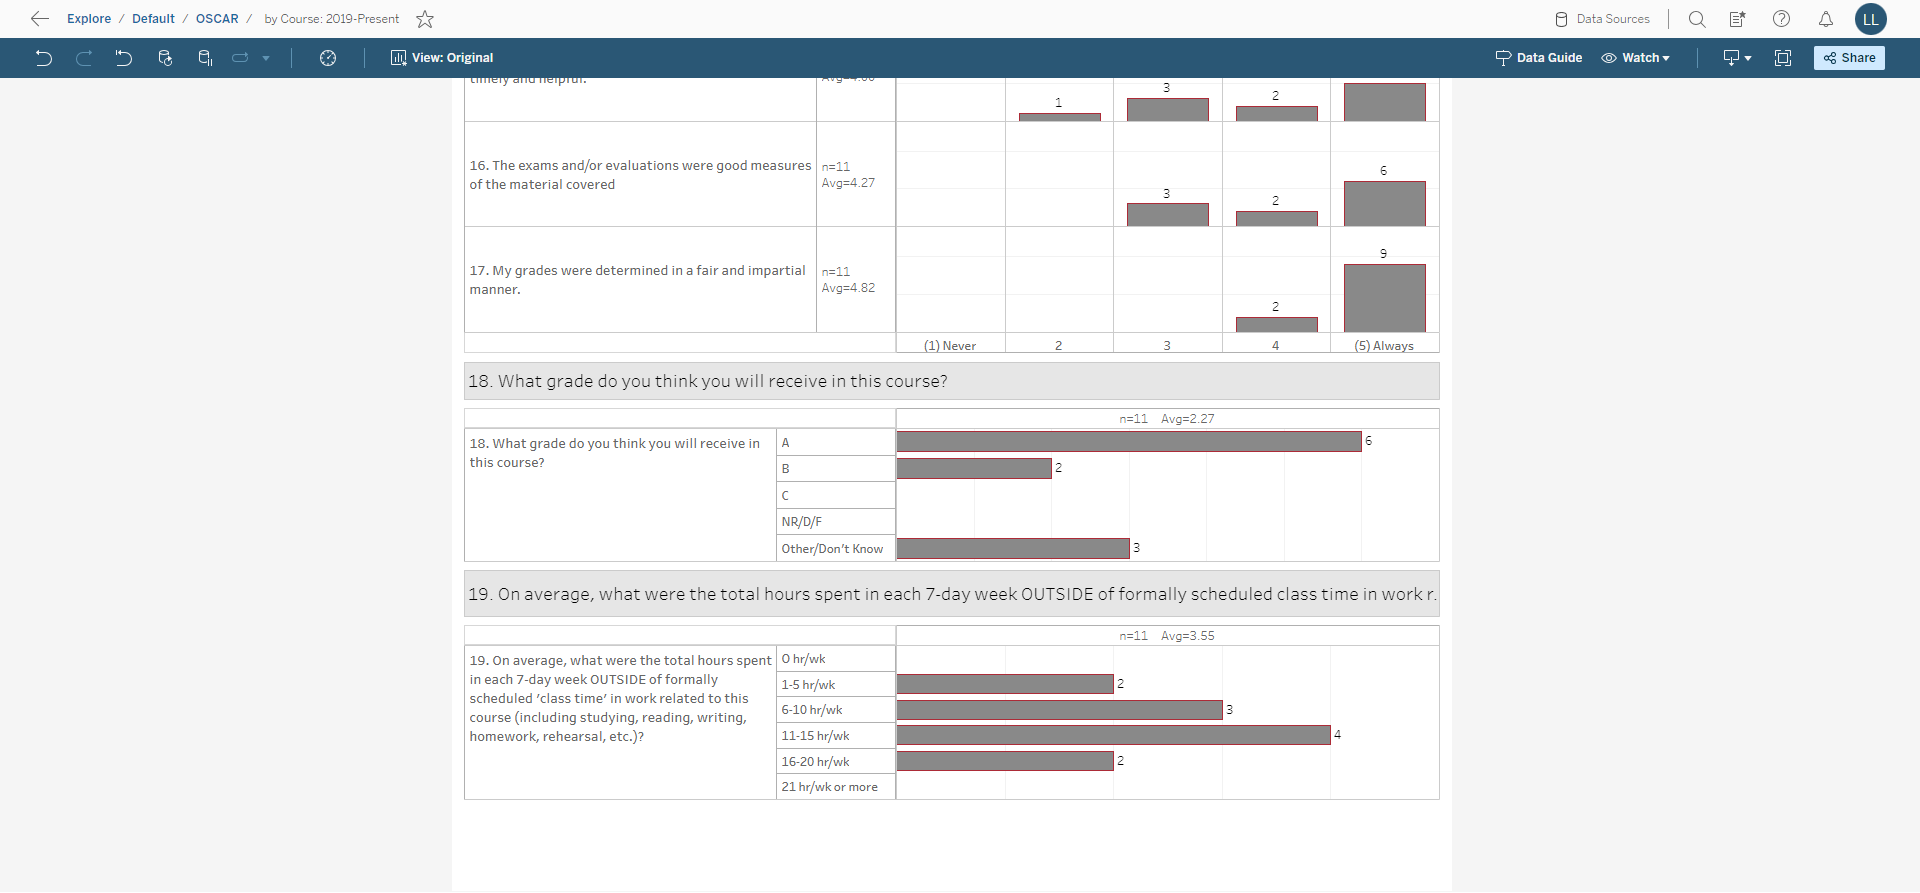 Explore / Default / OSCAR / by Course: 2019-Present
Data Sources
LL
View: Original
Data Guide
Watch
Share
timely and helpful.
1
3
2
16. The exams and/or evaluations were good measures
of the material covered
n=11
Avg=4.27
3
2
6
17. My grades were determined in a fair and impartial
manner.
n=11
Avg=4.82
2
9
(1) Never
2
3
4
(5) Always
18. What grade do you think you will receive in this course?
n=11 Avg=2.27
18. What grade do you think you will receive in
this course?
A
6
B
2
C
NR/D/F
Other/Don't Know
3
19. On average, what were the total hours spent in each 7-day week OUTSIDE of formally scheduled class time in work r.
n=11 Avg=3.55
19. On average, what were the total hours spent
in each 7-day week OUTSIDE of formally
scheduled ‘class time’ in work related to this
course (including studying, reading, writing,
homework, rehearsal, etc.)?
0 hr/wk
1-5 hr/wk
2
6-10 hr/wk
3
11-15 hr/wk
4
16-20 hr/wk
2
21 hr/wk or more